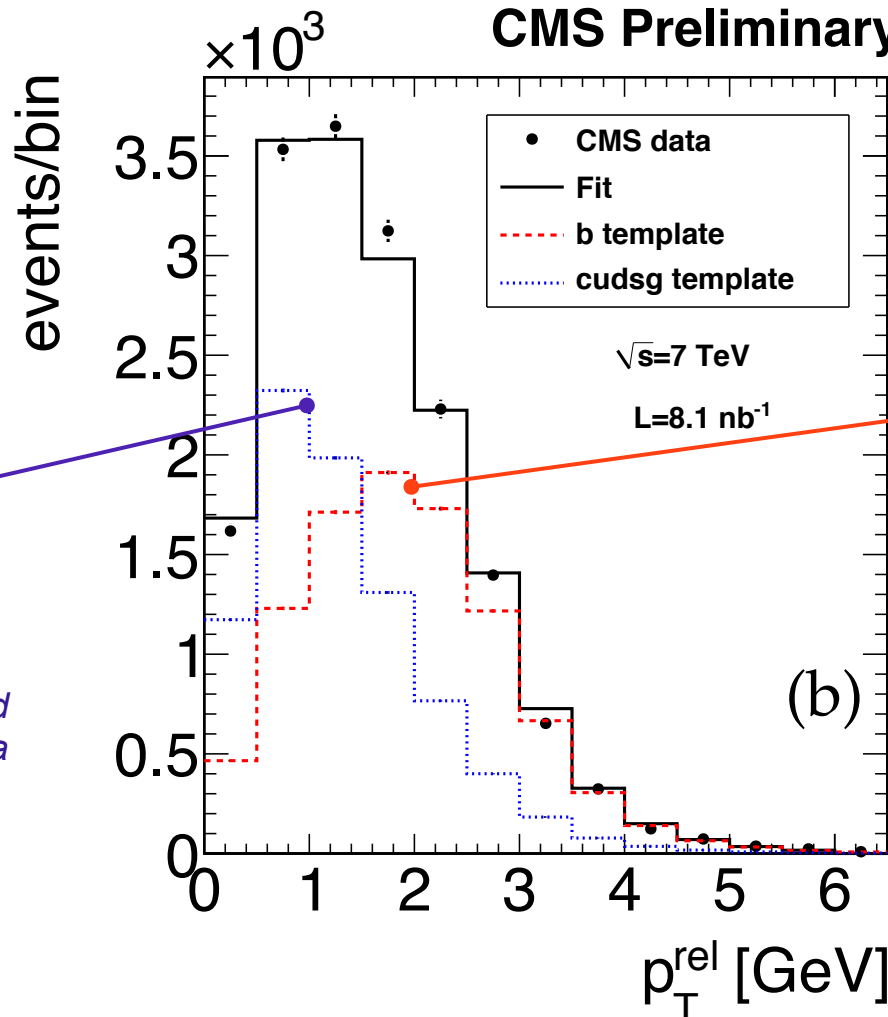 CMS Preliminary
×10³
events/bin
3.5
3
2.5
2
1.5
1
0.5
0
CMS data
Fit
b template
cudsg template
√s=7 TeV
L=8.1 nb⁻¹
(b)
d
a
0 1 2 3 4 5 6
p_T^rel [GeV]